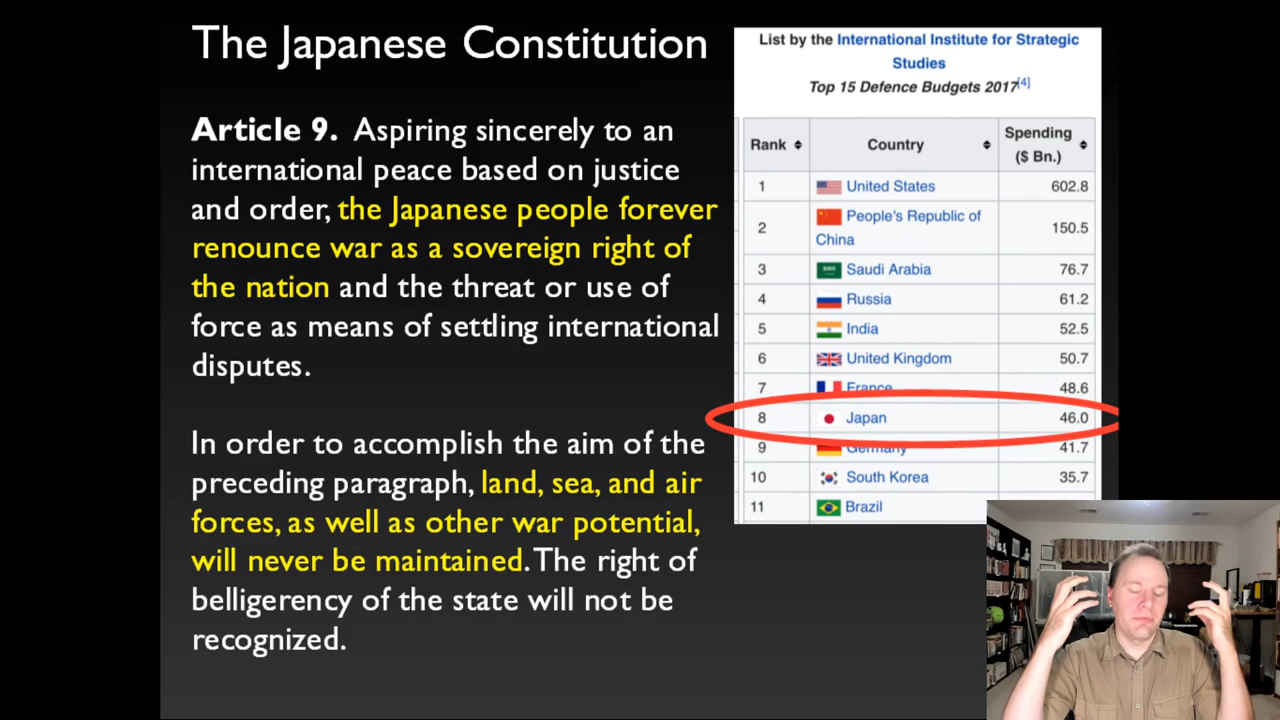 The Japanese Constitution
Article 9. Aspiring sincerely to an
international peace based on justice
and order, the Japanese people forever
renounce war as a sovereign right of
the nation and the threat or use of
force as means of settling international
disputes.
In order to accomplish the aim of the
preceding paragraph, land, sea, and air
forces, as well as other war potential,
will never be maintained. The right of
belligerency of the state will not be
recognized.
List by the International Institute for Strategic
Studies
Top 15 Defence Budgets 2017[4]
Rank Country Spending
($ Bn.)
1 United States 602.8
2 People's Republic of
China 150.5
3 Saudi Arabia 76.7
4 Russia 61.2
5 India 52.5
6 United Kingdom 50.7
7 France 48.6
8 Japan 46.0
9 Germany 41.7
10 South Korea 35.7
11 Brazil